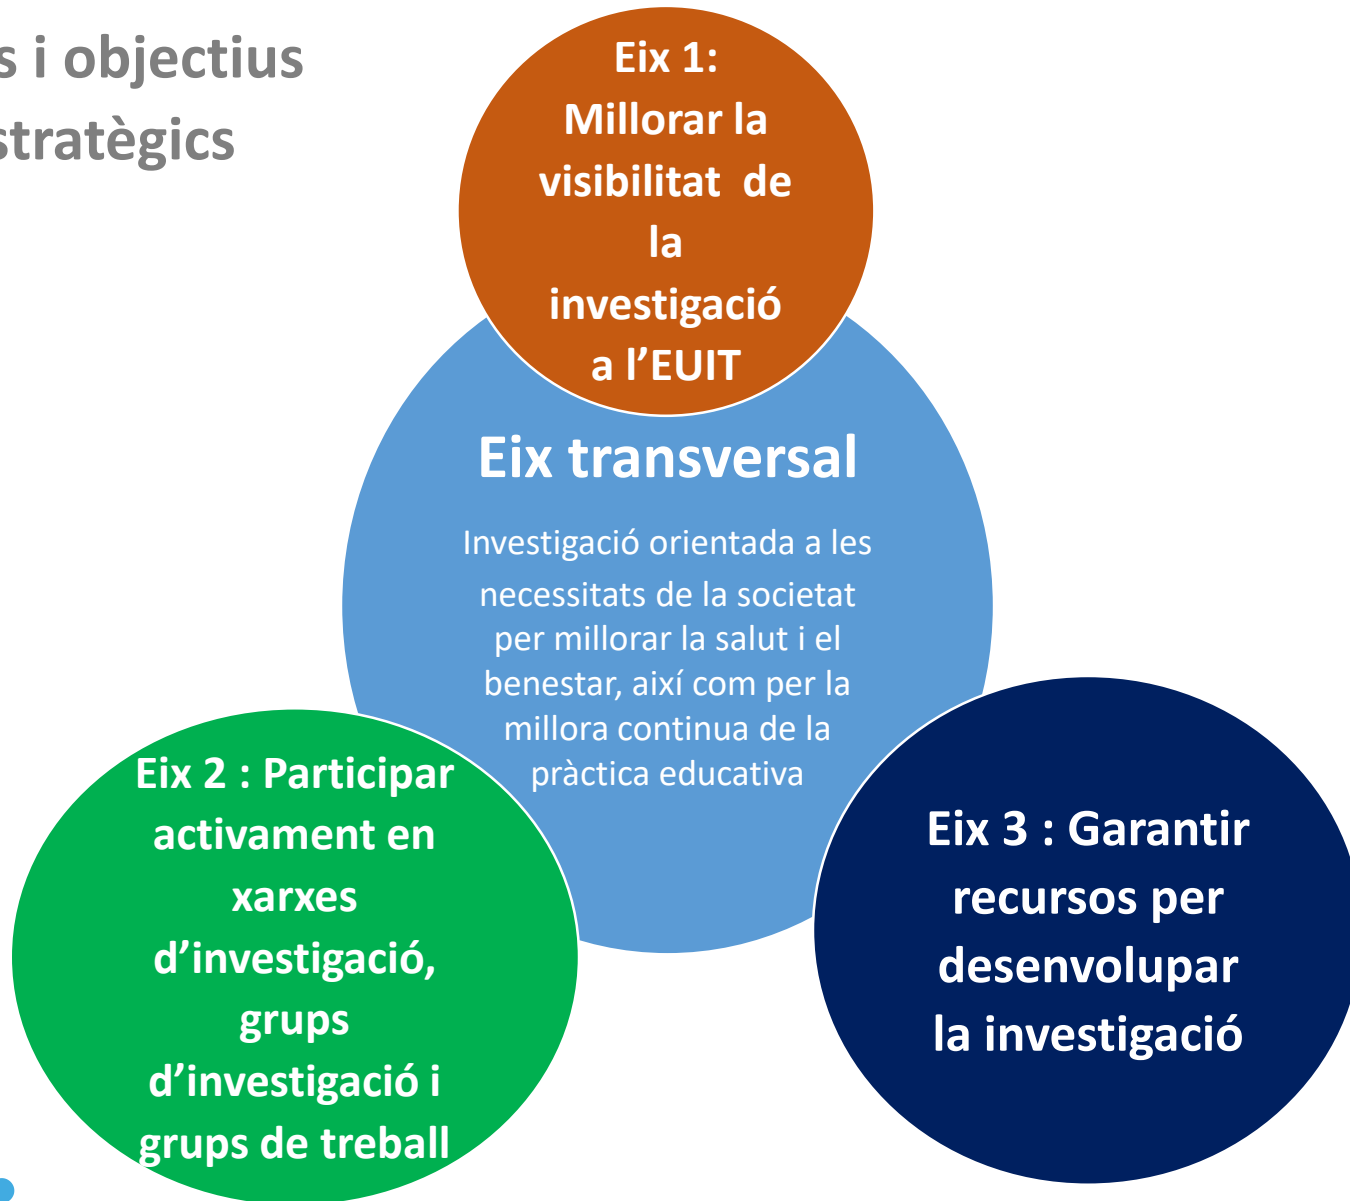 s i objectius
stratègics
Eix 1:
Millorar la
visibilitat de
la
investigació
a l’EUIT
Eix transversal
Investigació orientada a les
necessitats de la societat
per millorar la salut i el
benestar, així com per la
millora continua de la
pràctica educativa
Eix 2 : Participar
activament en
xarxes
d’investigació,
grups
d’investigació i
grups de treball
Eix 3 : Garantir
recursos per
desenvolupar
la investigació